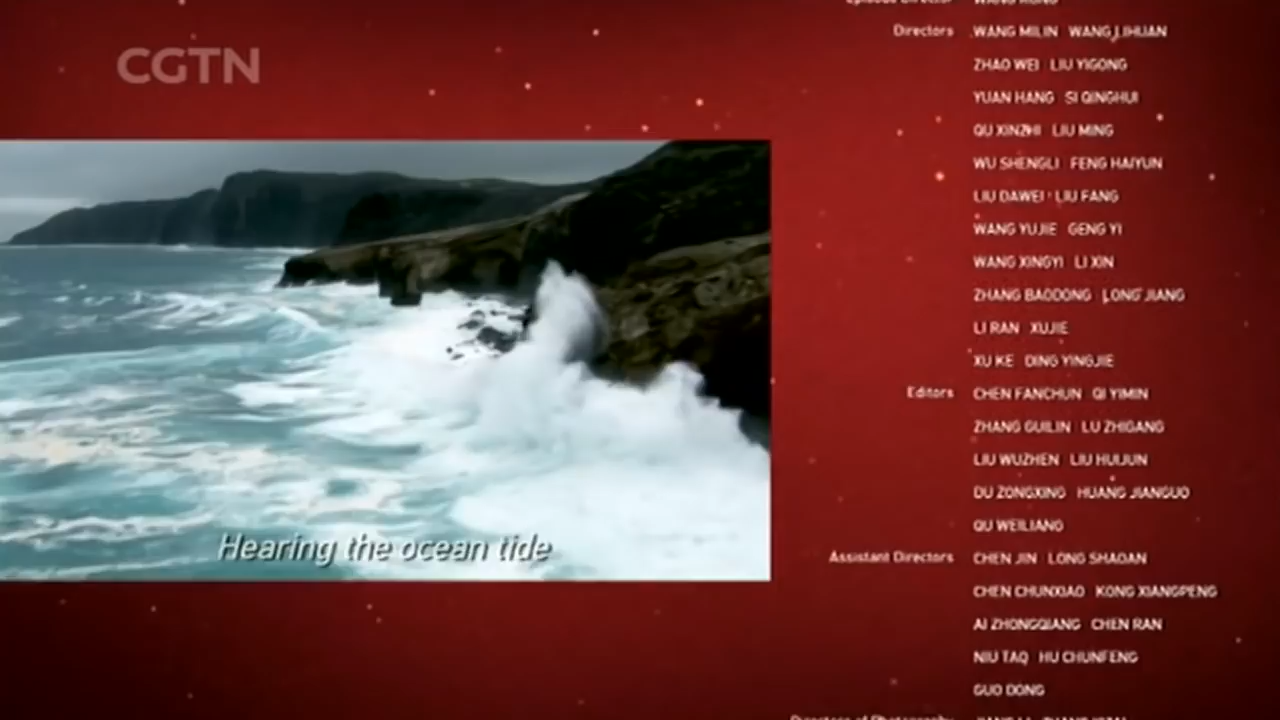 CGTN
Hearing the ocean tide
Directors WANG MILIN WANG LIHUAN
ZHAO WEI LIU YIGONG
YUAN HANG SI QINGHUI
QU XINZHI LIU MING
WU SHENGLI FENG HAIYUN
LIU DAWEI LIU FANG
WANG YUJIE GENG YI
WANG XINGYI LI XIN
ZHANG BAODONG LONG JIANG
LI RAN XUJIE
XU KE DING YINGJIE
Editors CHEN FANCHUN QI YIMIN
ZHANG GUILIN LU ZHIGANG
LIU WUZHEN LIU HUIJUN
DU ZONGXING HUANG JIANGUO
QU WEILIANG
Assistant Directors CHEN JIN LONG SHAOAN
CHEN CHUNXIAO KONG XIANGPENG
AI ZHONGQIANG CHEN RAN
NIU TAO HU CHUNFENG
GUO DONG